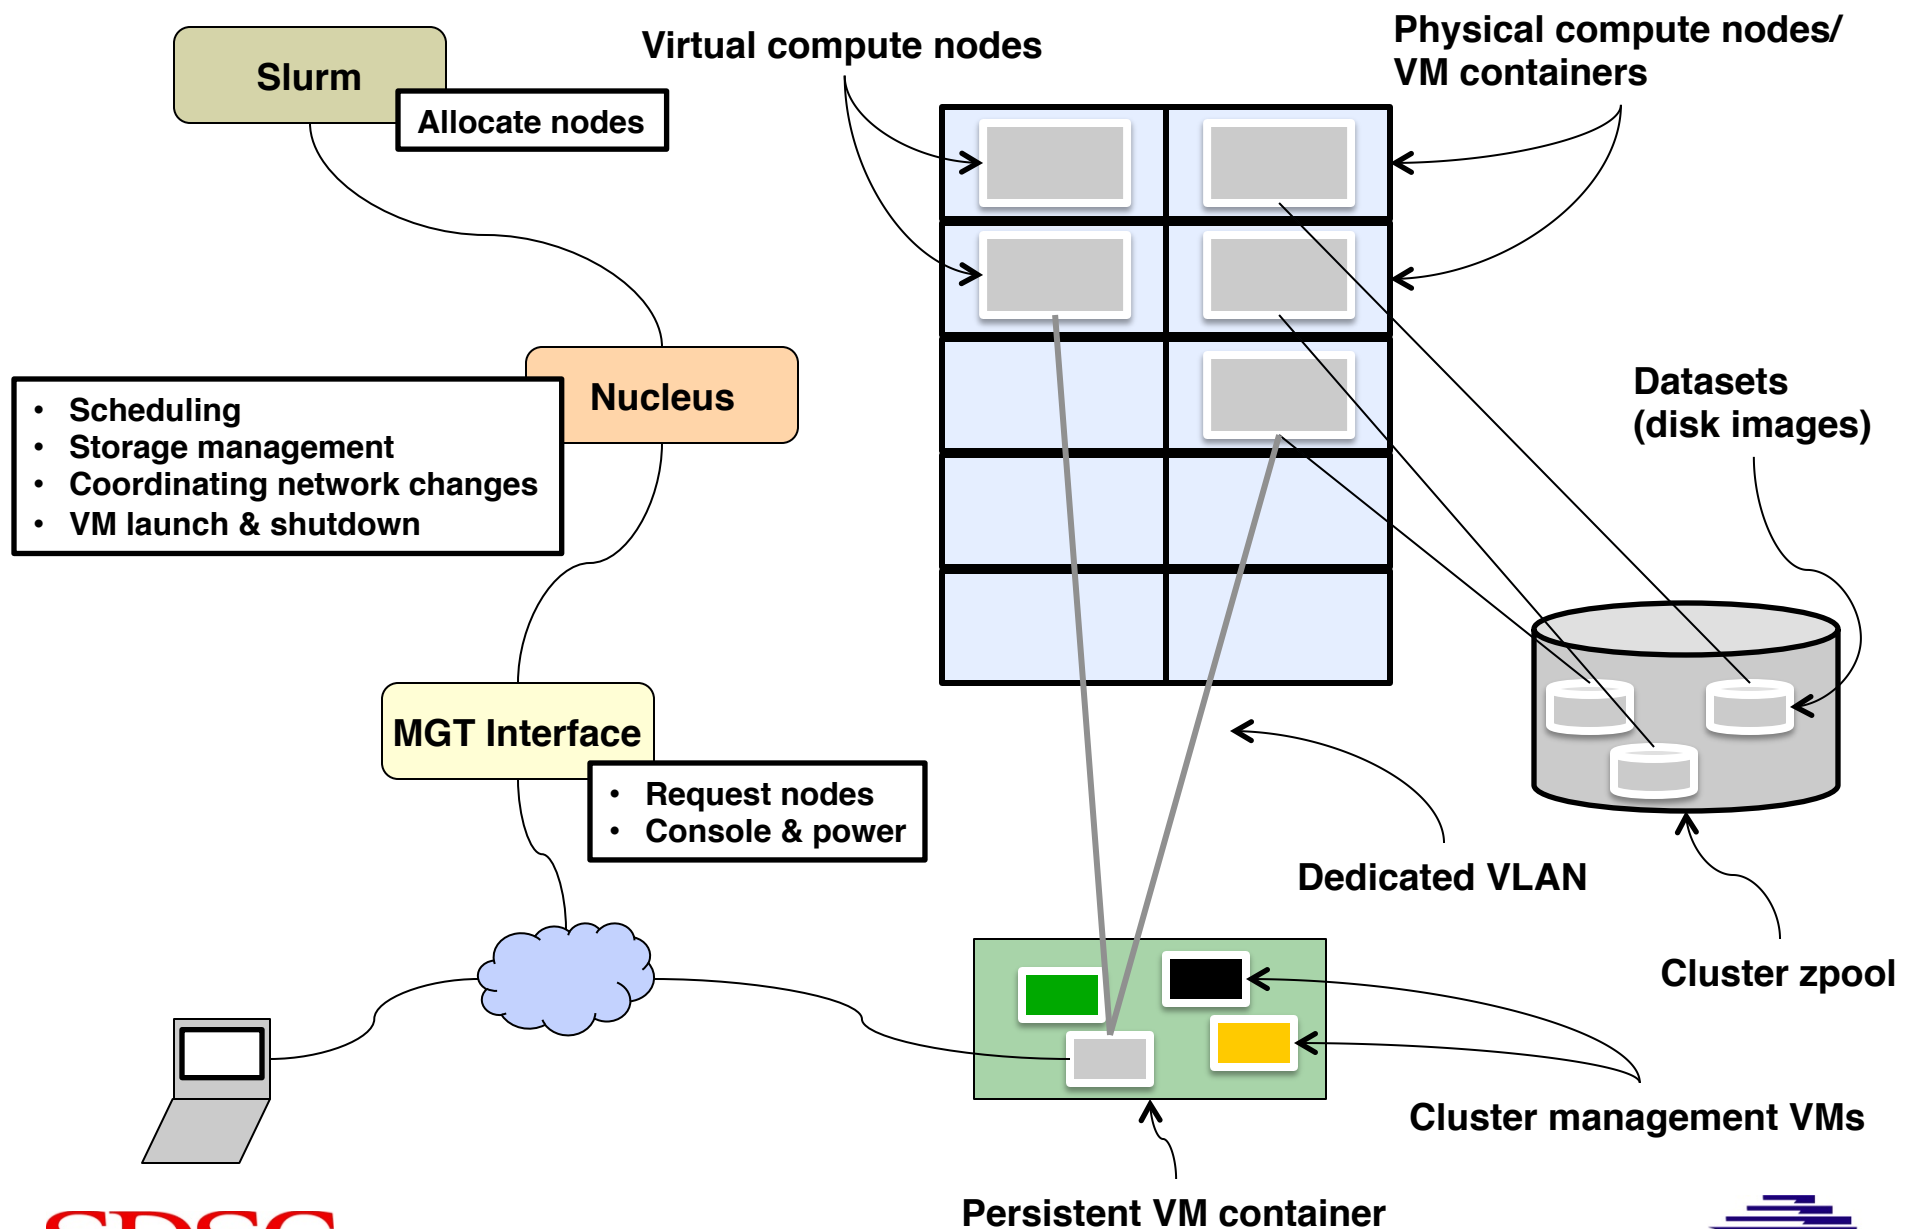 Slurm
Allocate nodes
Virtual compute nodes
Physical compute nodes/
VM containers
Nucleus
• Scheduling
• Storage management
• Coordinating network changes
• VM launch & shutdown
Datasets
(disk images)
MGT Interface
• Request nodes
• Console & power
Dedicated VLAN
Cluster zpool
Cluster management VMs
Persistent VM container
SDSC